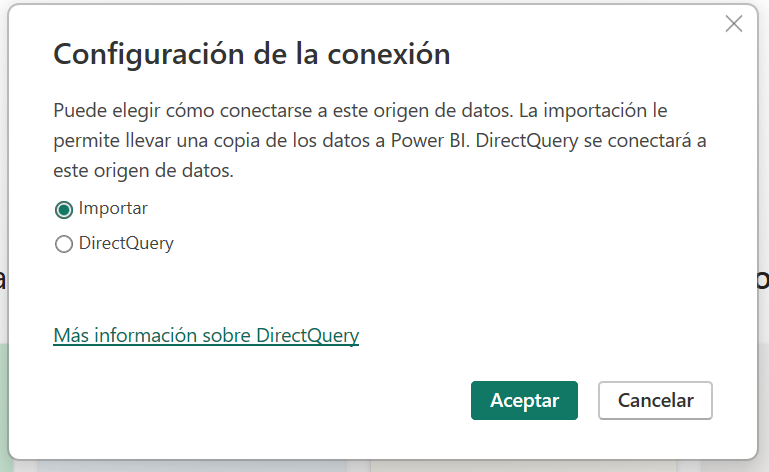 Configuración de la conexión
Puede elegir cómo conectarse a este origen de datos. La importación le
permite llevar una copia de los datos a Power BI. DirectQuery se conectará a
este origen de datos.
Importar
DirectQuery
Más información sobre DirectQuery
Aceptar
Cancelar